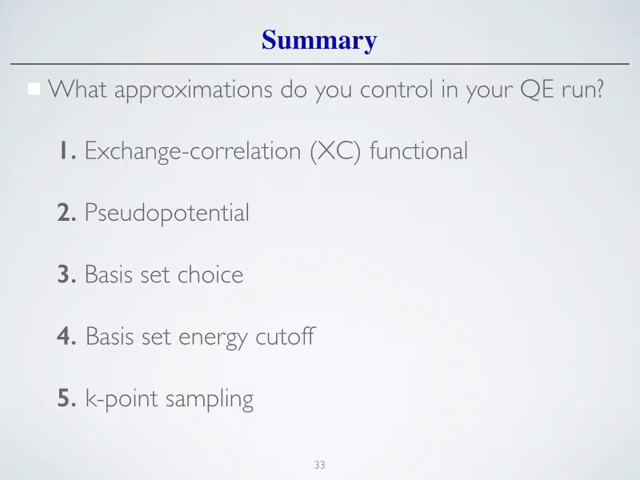 Summary
What approximations do you control in your QE run?
1. Exchange-correlation (XC) functional
2. Pseudopotential
3. Basis set choice
4. Basis set energy cutoff
5. k-point sampling
33